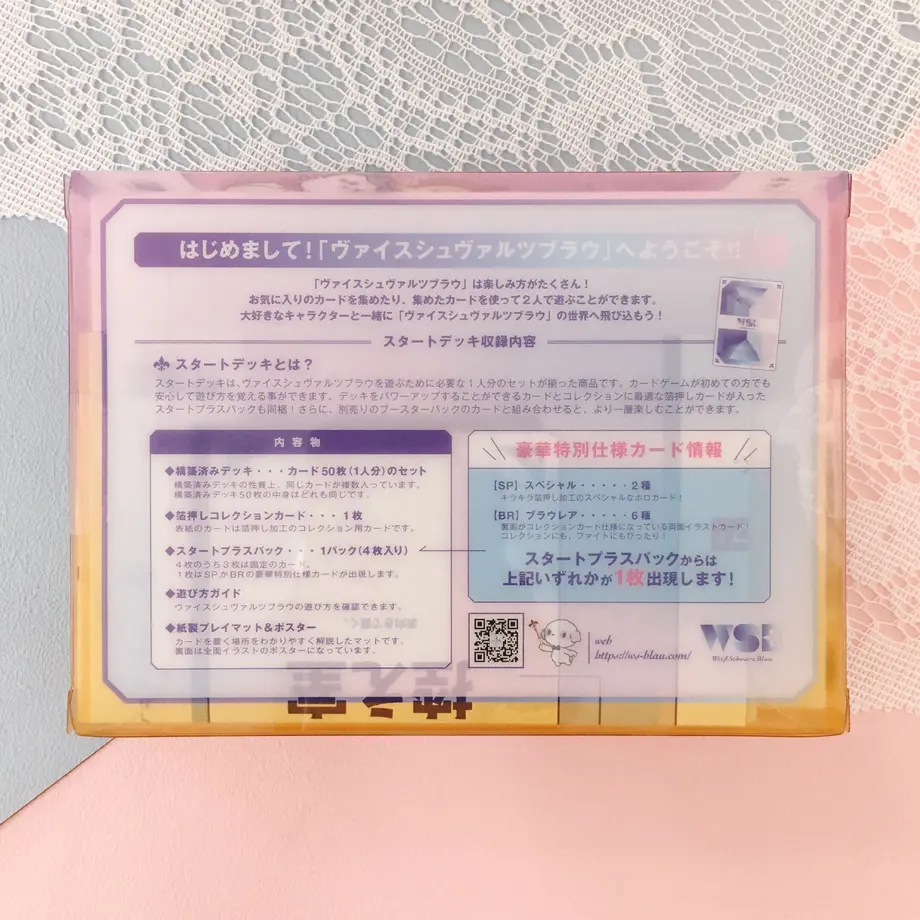 はじめまして!「ヴァイスシュヴァルツブラウ」へようこそ!!
「ヴァイスシュヴァルツブラウ」は楽しみ方がたくさん!
お気に入りのカードを集めたり、集めたカードを使って2人で遊ぶことができます。
大好きなキャラクターと一緒に「ヴァイスシュヴァルツブラウ」の世界へ飛び込もう!
スタートデッキ収録内容
スタートデッキとは?
スタートデッキは、ヴァイスシュヴァルツブラウを遊ぶために必要な1人分のセットが揃った商品です。カードゲームが初めての方でも
安心して遊び方を覚える事ができます。デッキをパワーアップすることができるカードとコレクションに最適な箔押しカードが入った
スタートプラスパックも同梱!さらに、別売りのブースターパックのカードと組み合わせると、より一層楽しむことができます。
内容物
◆構築済みデッキ・・・カード50枚(1人分)のセット
構築済みデッキの性質上、同じカードが複数入っています。
構築済みデッキ50枚の中身はどれも同じです。
◆箔押しコレクションカード・・・1枚
表紙のカードは箔押し加工のコレクション用カードです。
◆スタートプラスパック・・・1パック(4枚入り)
4枚のうち3枚は固定のカード、
1枚はSPかBRの豪華特別仕様カードが出現します。
◆遊び方ガイド
ヴァイスシュヴァルツブラウの遊び方を確認できます。
◆紙製プレイマット&ポスター
カードを置く場所をわかりやすく解説したマットです。
裏面は全面イラストのポスターになっています。
豪華特別仕様カード情報
[SP] スペシャル・・・・・2種
キラキラ箔押し加工のスペシャルなホロカード!
[BR] ブラウレア・・・・・6種
裏面がコレクションカード仕様になっている両面イラストカード!
コレクションにも、ファイトにもぴったり!
スタートプラスパックからは
上記いずれかが1枚出現します!
web
https://ws-blau.com/
WSB
Weiß Schwarz Blau